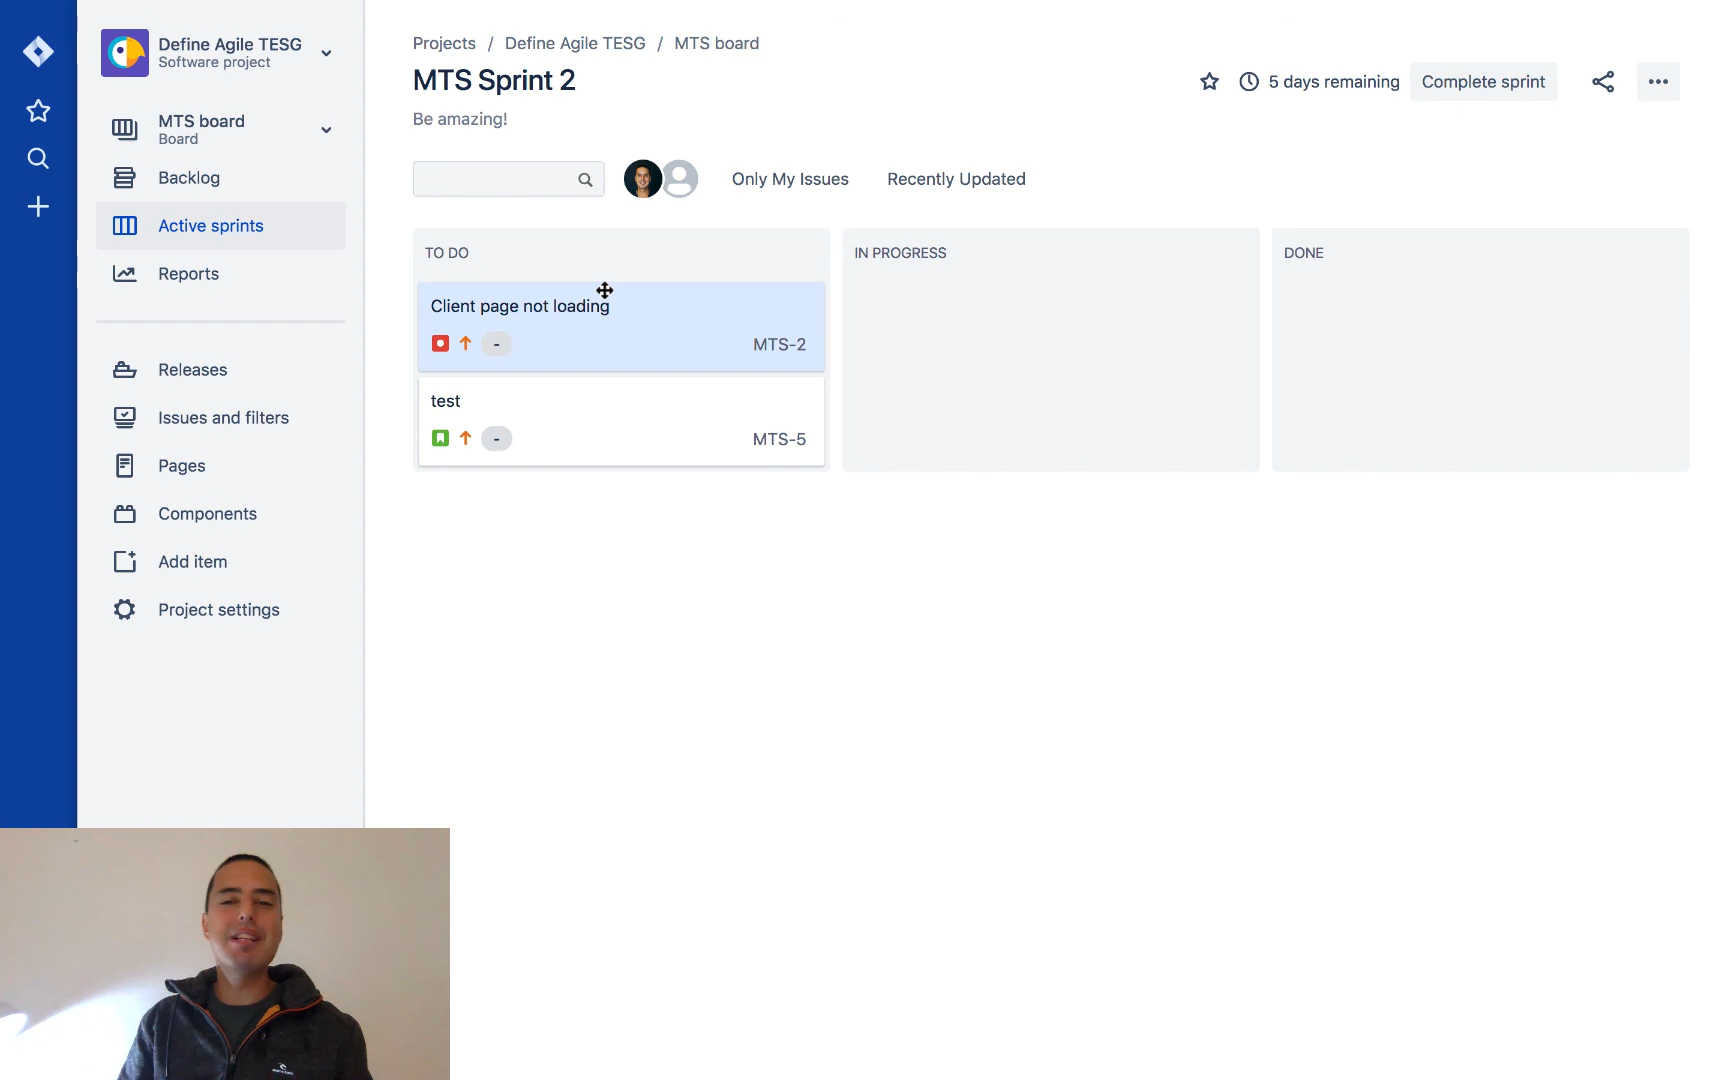 Define Agile TESG
Software project
MTS board
Board
Backlog
Active sprints
Reports
Releases
Issues and filters
Pages
Components
Add item
Project settings
Projects / Define Agile TESG / MTS board
MTS Sprint 2
Be amazing!
5 days remaining
Complete sprint
Only My Issues
Recently Updated
TO DO
Client page not loading
-
MTS-2
test
-
MTS-5
IN PROGRESS
DONE